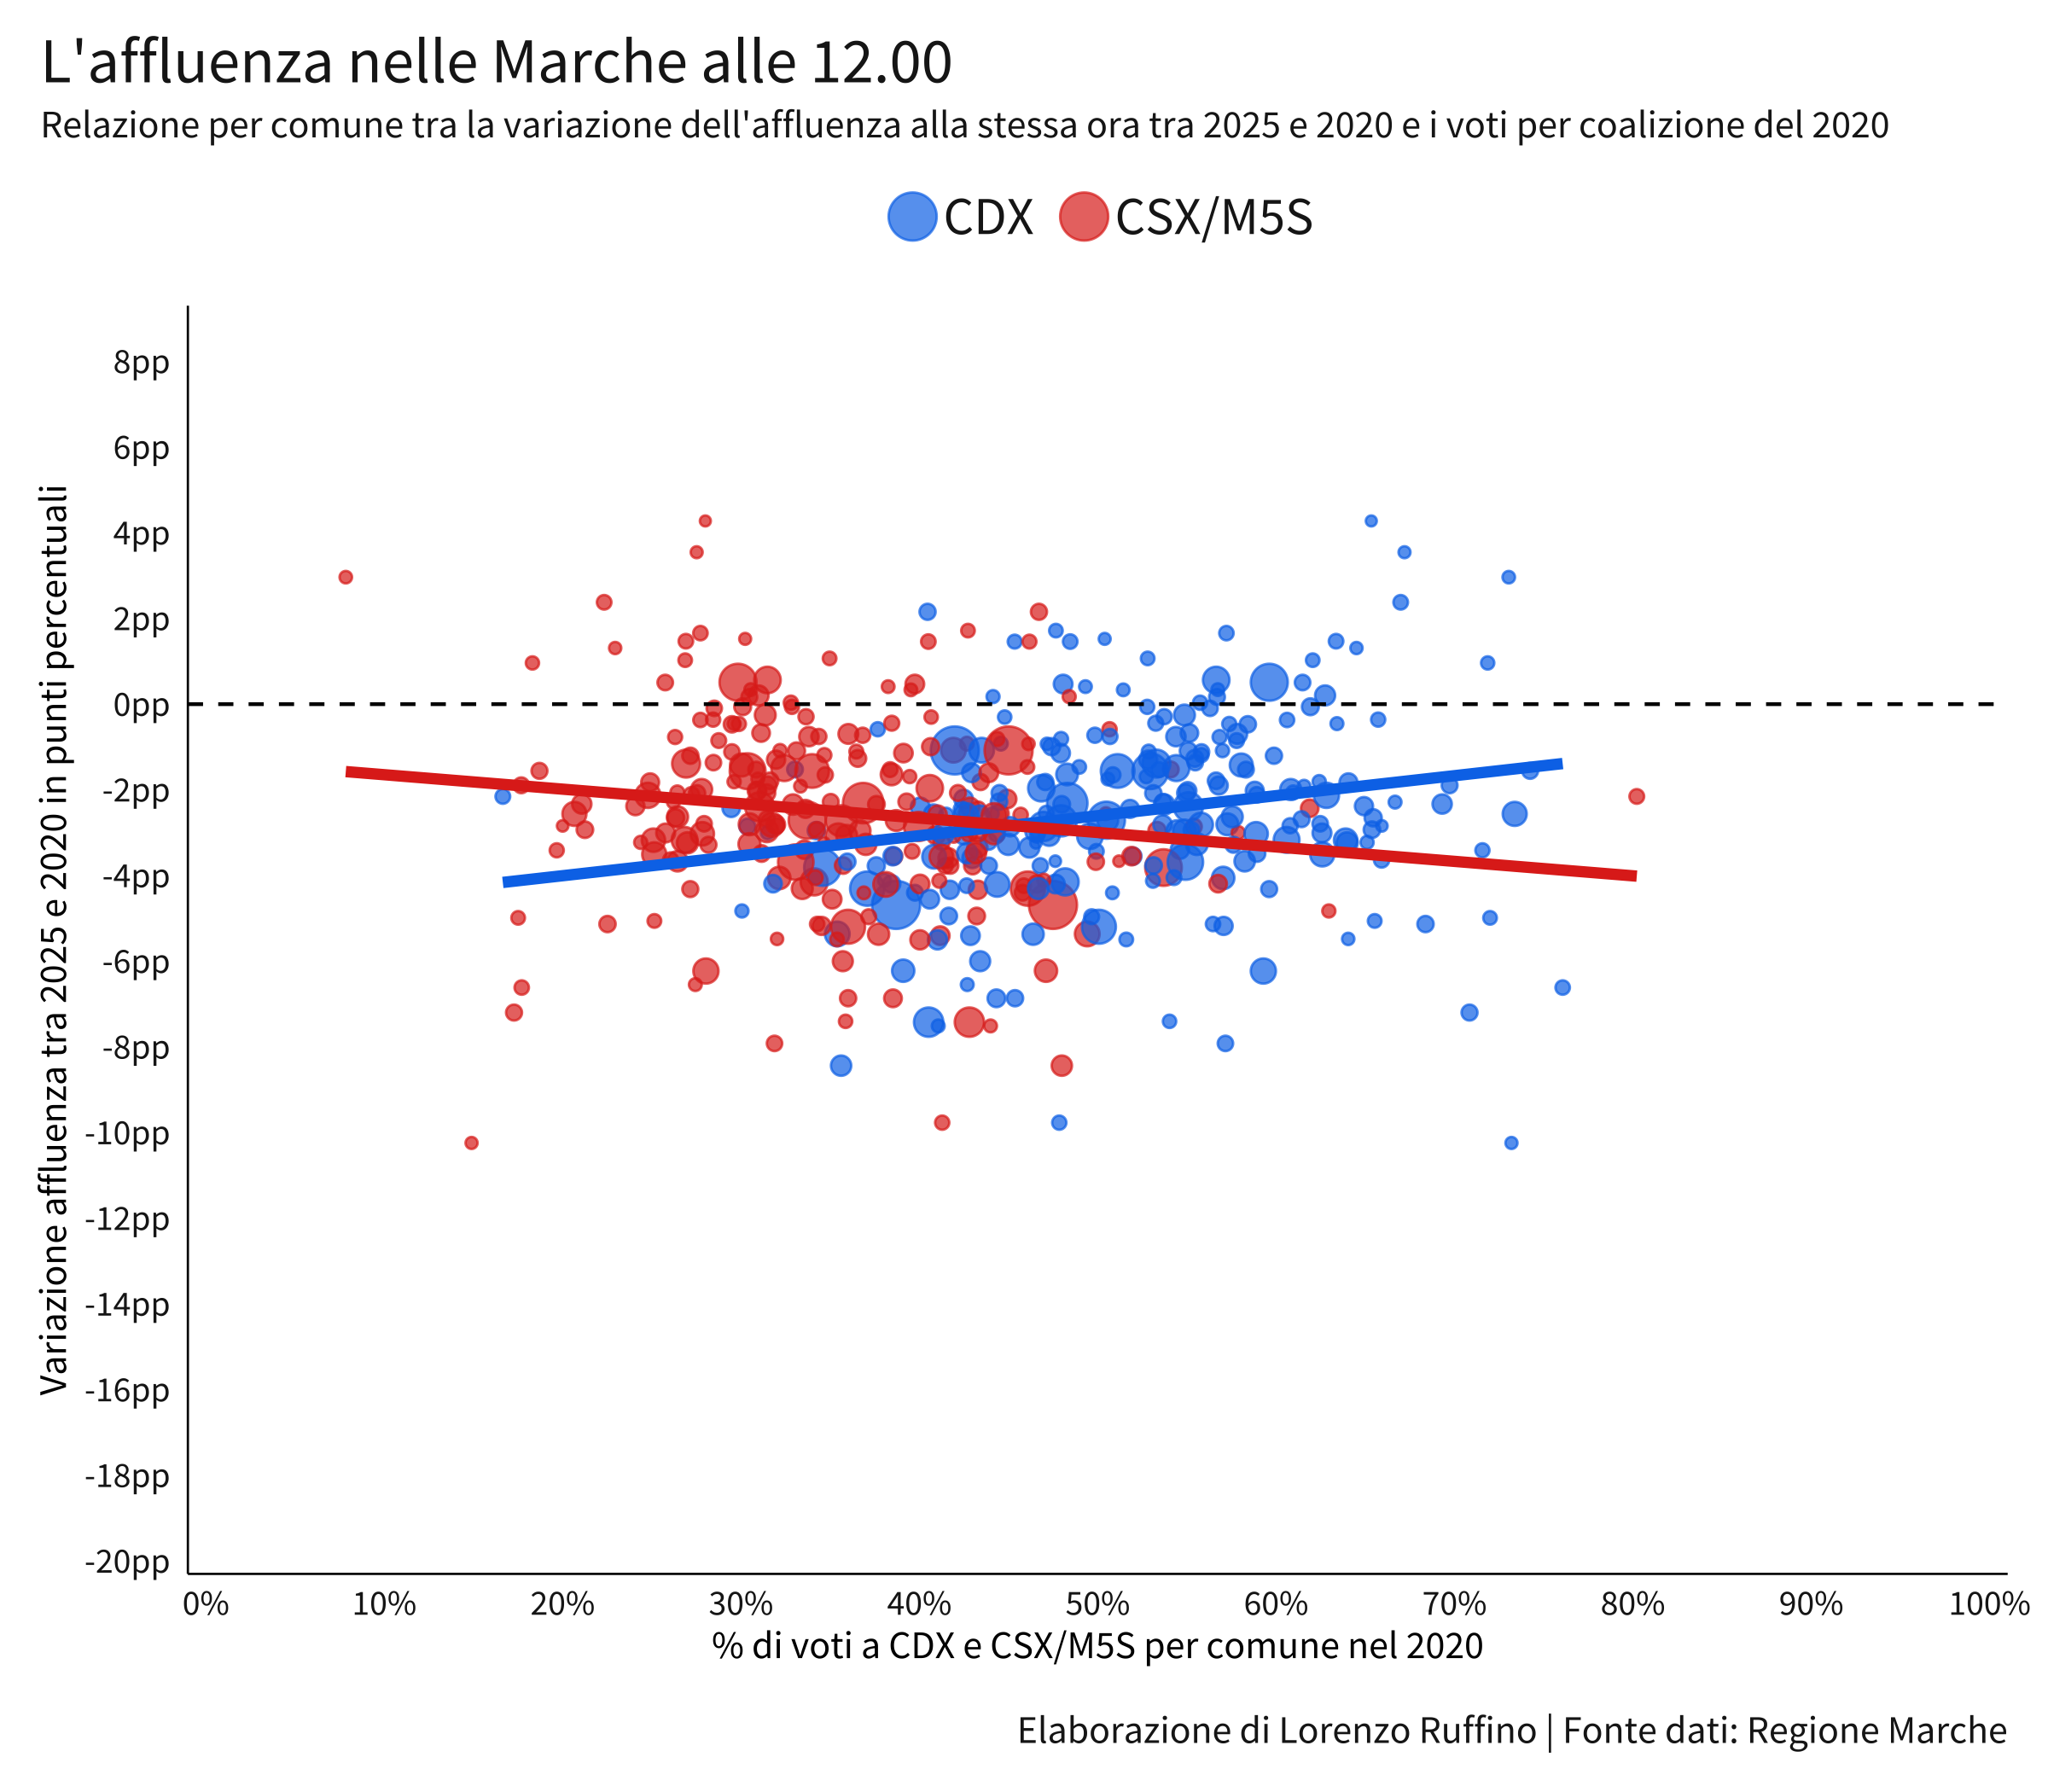 L'affluenza nelle Marche alle 12.00
Relazione per comune tra la variazione dell'affluenza alla stessa ora tra 2025 e 2020 e i voti per coalizione del 2020
CDX CSX/M5S
Variazione affluenza tra 2025 e 2020 in punti percentuali
8pp
6pp
4pp
2pp
0pp
-2pp
-4pp
-6pp
-8pp
-10pp
-12pp
-14pp
-16pp
-18pp
-20pp
0% 10% 20% 30% 40% 50% 60% 70% 80% 90% 100%
% di voti a CDX e CSX/M5S per comune nel 2020
Elaborazione di Lorenzo Ruffino | Fonte dati: Regione Marche